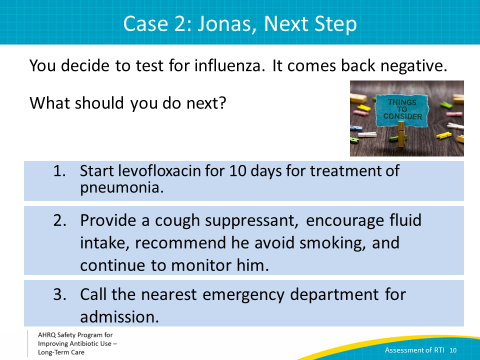 Case 2: Jonas, Next Step
You decide to test for influenza. It comes back negative.
What should you do next?
THINGS
TO
CONSIDER
1. Start levofloxacin for 10 days for treatment of
pneumonia.
2. Provide a cough suppressant, encourage fluid
intake, recommend he avoid smoking, and
continue to monitor him.
3. Call the nearest emergency department for
admission.
AHRQ Safety Program for
Improving Antibiotic Use –
Long-Term Care
Assessment of RTI 10